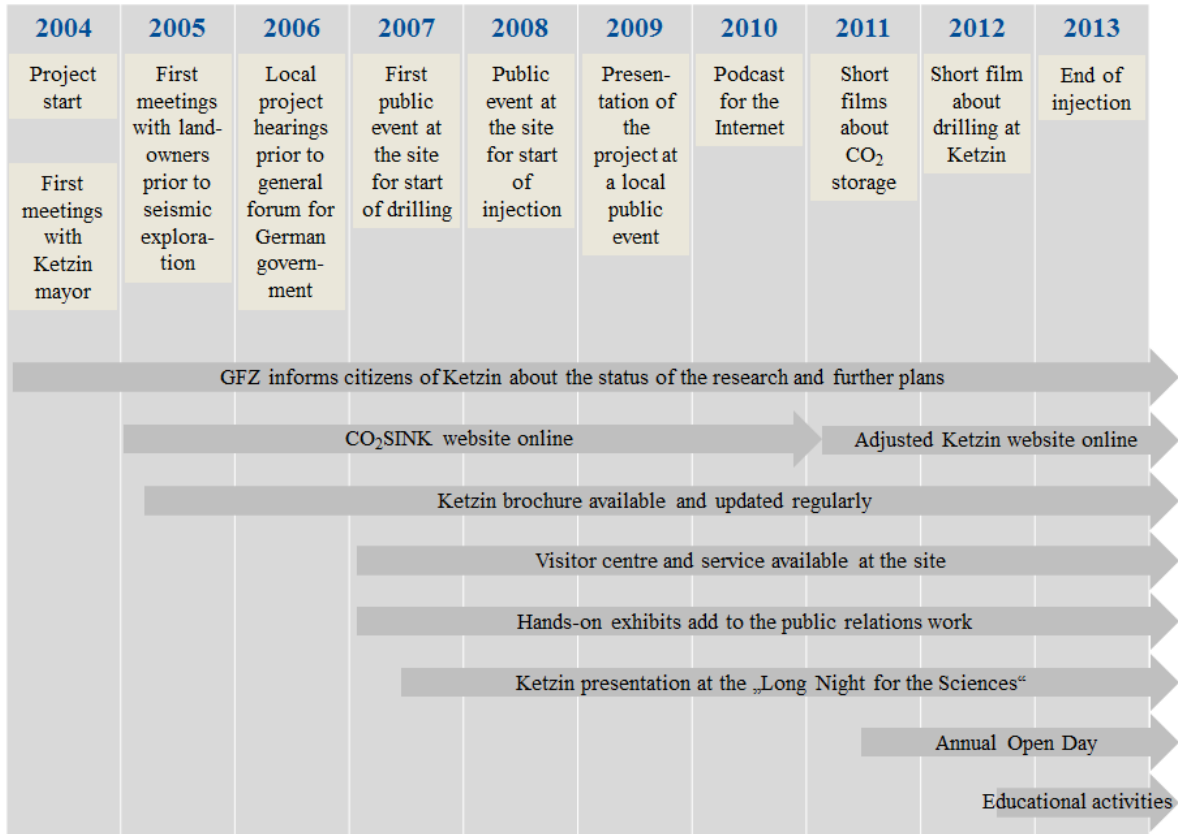 2004 2005 2006 2007 2008 2009 2010 2011 2012 2013
Project
start
First
meetings
with
Ketzin
mayor
First
meetings
with land-
owners
prior to
seismic
explora-
tion
Local
project
hearings
prior to
general
forum for
German
govern-
ment
First
public
event at
the site
for start
of drilling
Public
event at
the site
for start
of
injection
Presen-
tation of
the
project at
a local
public
event
Podcast
for the
Internet
Short
films
about
CO₂
storage
Short film
about
drilling at
Ketzin
End of
injection
GFZ informs citizens of Ketzin about the status of the research and further plans
CO₂SINK website online
Adjusted Ketzin website online
Ketzin brochure available and updated regularly
Visitor centre and service available at the site
Hands-on exhibits add to the public relations work
Ketzin presentation at the „Long Night for the Sciences“
Annual Open Day
Educational activities